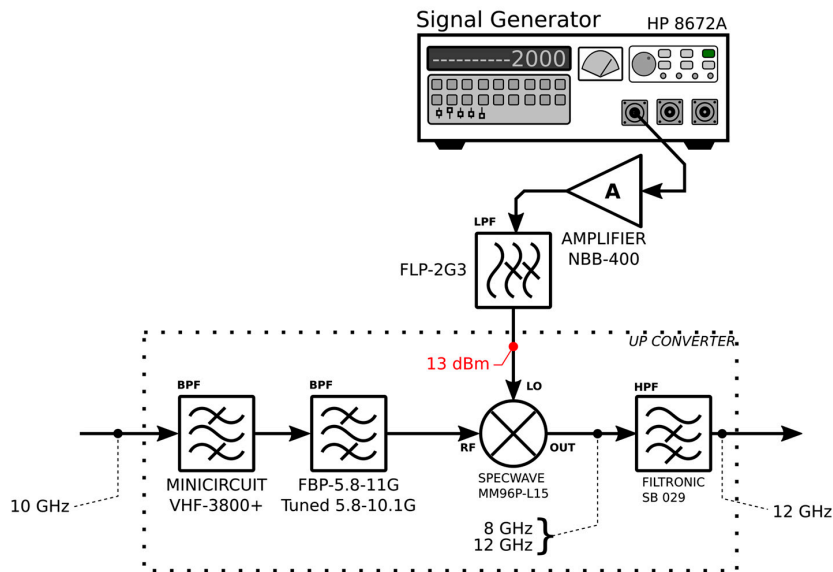 Signal Generator
HP 8672A
----------2000
A
LPF
AMPLIFIER
NBB-400
FLP-2G3
UP CONVERTER
13 dBm
LO
BPF
BPF
HPF
RF
OUT
MINICIRCUIT
VHF-3800+
FBP-5.8-11G
Tuned 5.8-10.1G
SPECWAVE
MM96P-L15
FILTRONIC
SB 029
10 GHz
8 GHz
12 GHz
12 GHz